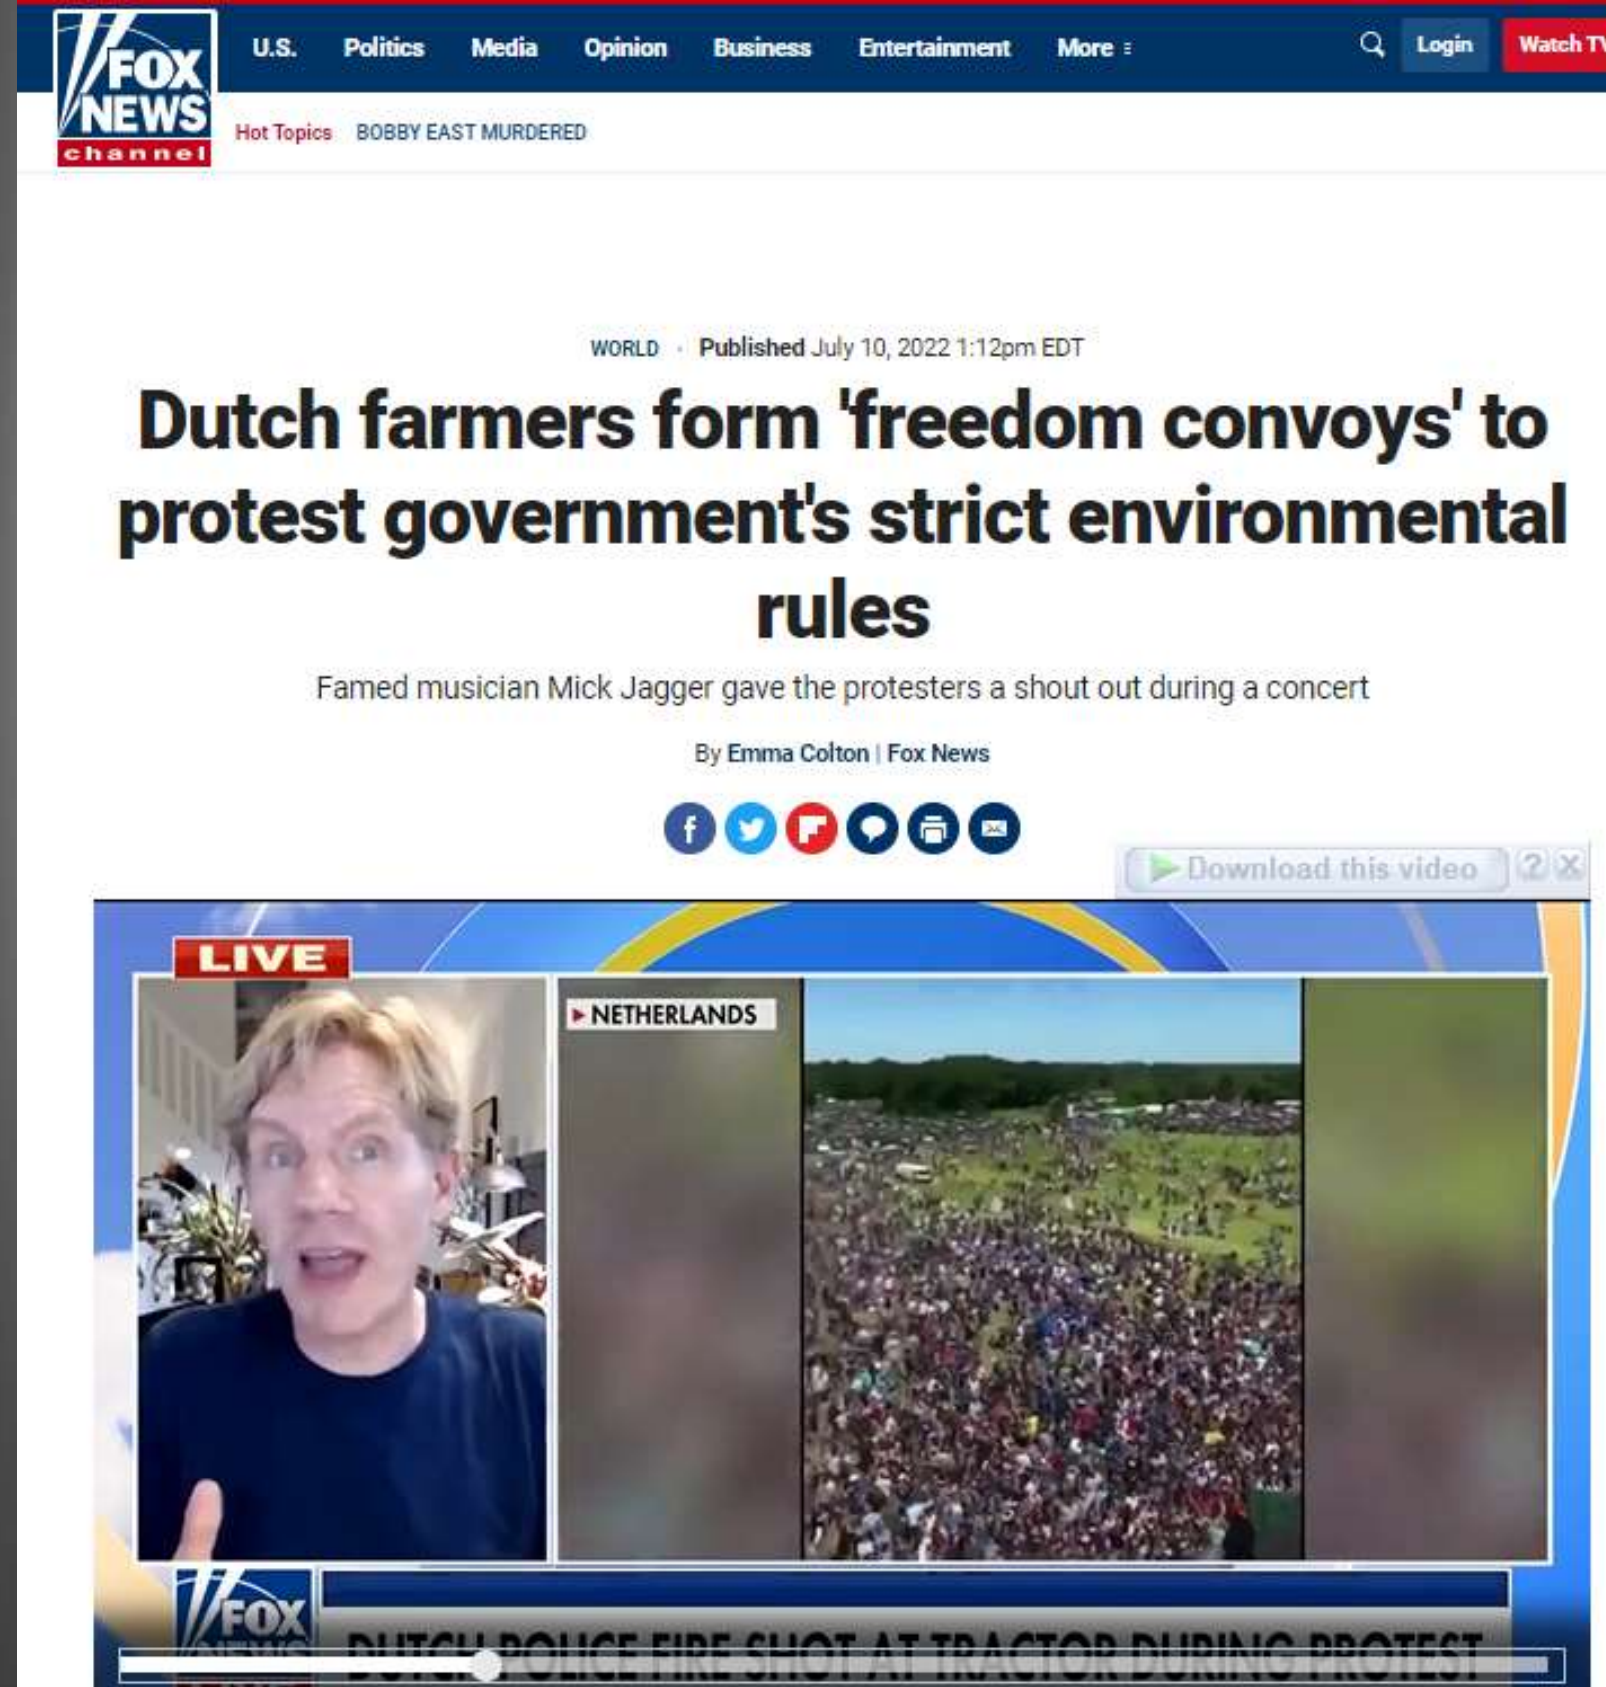 FOX
NEWS
channel
U.S. Politics Media Opinion Business Entertainment More Login Watch TV
Hot Topics BOBBY EAST MURDERED
WORLD · Published July 10, 2022 1:12pm EDT
Dutch farmers form 'freedom convoys' to
protest government's strict environmental
rules
Famed musician Mick Jagger gave the protesters a shout out during a concert
By Emma Colton | Fox News
Download this video ? X
LIVE
NETHERLANDS
FOX
NEWS
DUTCH POLICE FIRE SHOT AT TRACTOR DURING PROTEST